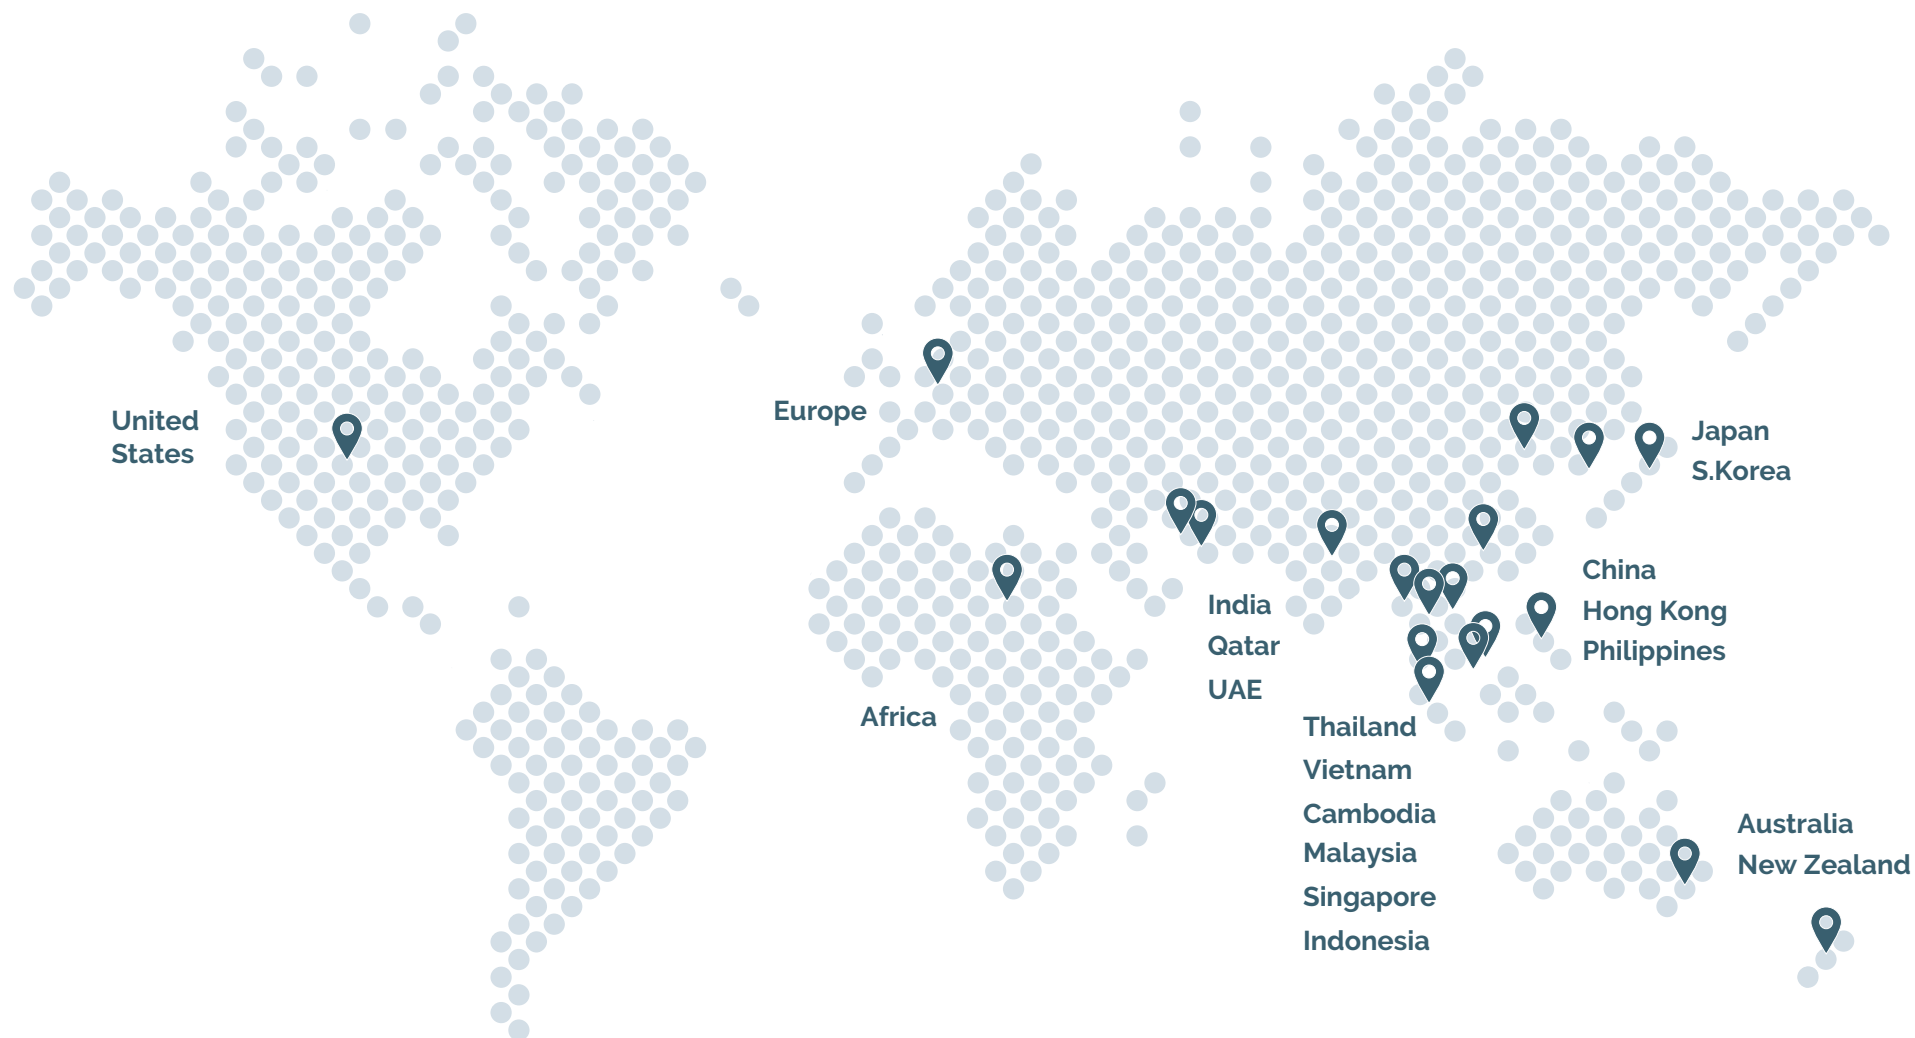 United
States
Europe
Africa
India
Qatar
UAE
Thailand
Vietnam
Cambodia
Malaysia
Singapore
Indonesia
Japan
S.Korea
China
Hong Kong
Philippines
Australia
New Zealand